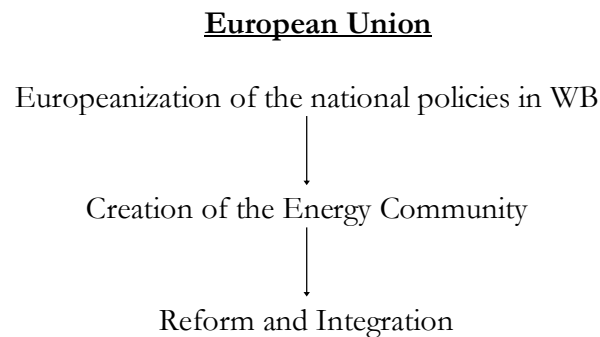 European Union
Europeanization of the national policies in WB
Creation of the Energy Community
Reform and Integration